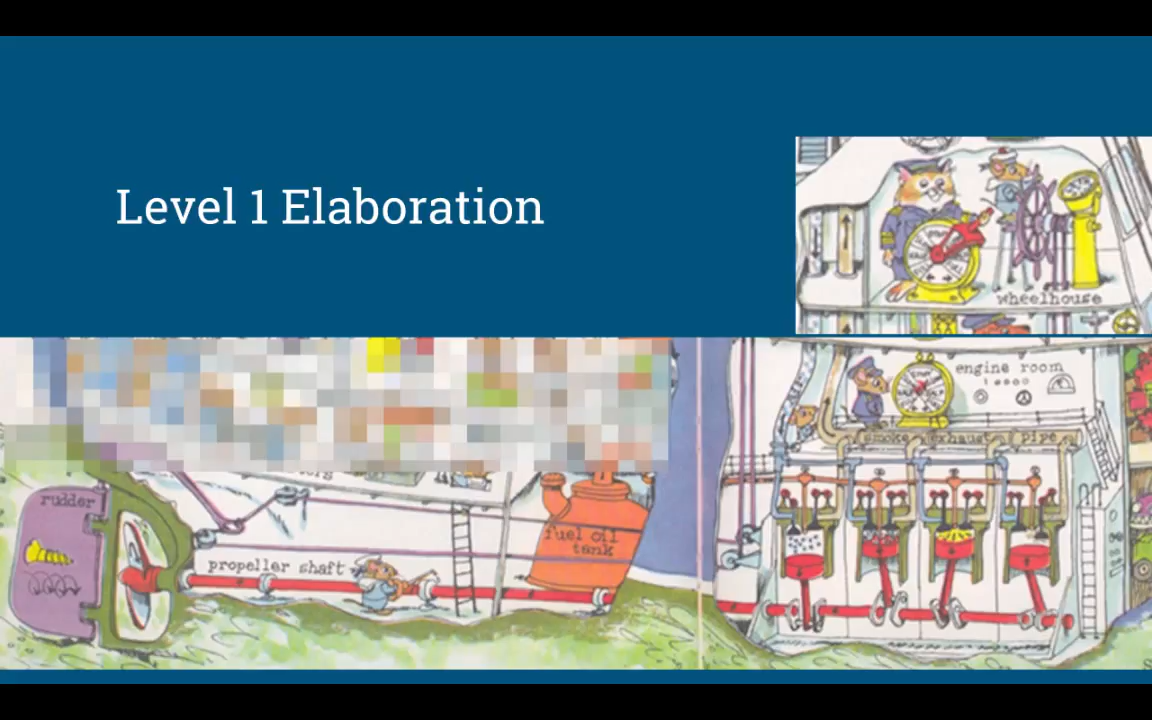 Level 1 Elaboration
wheelhouse
engine room
smoke exhaust pipe
rudder
fuel oil
tank
propeller shaft